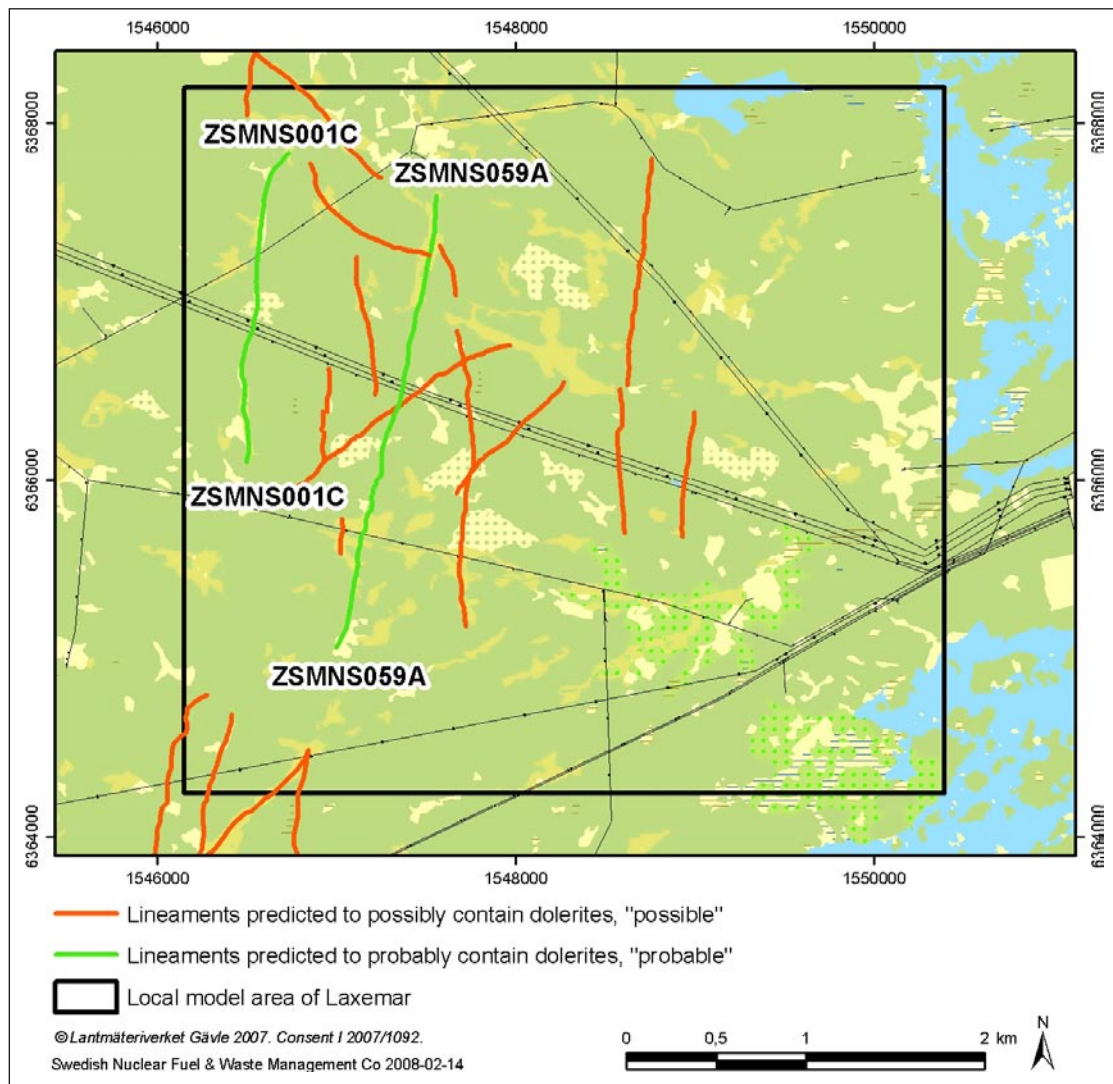 1546000 1548000 1550000
6368000 6368000
ZSMNS001C
ZSMNS059A
6366000 6366000
ZSMNS001C
ZSMNS059A
6364000 6364000
1546000 1548000 1550000
Lineaments predicted to possibly contain dolerites, "possible"
Lineaments predicted to probably contain dolerites, "probable"
Local model area of Laxemar
© Lantmäteriverket Gävle 2007. Consent I 2007/1092.
Swedish Nuclear Fuel & Waste Management Co 2008-02-14
0 0,5 1 2 km
N